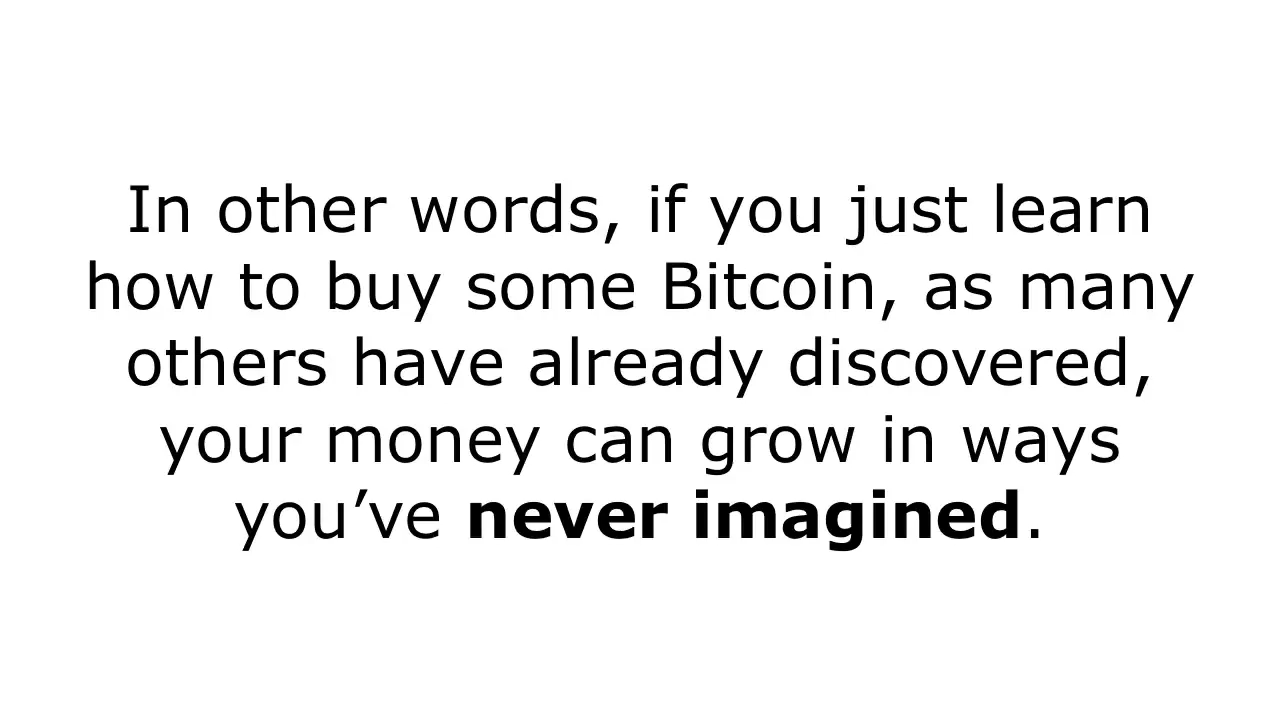 In other words, if you just learn
how to buy some Bitcoin, as many
others have already discovered,
your money can grow in ways
you’ve never imagined.